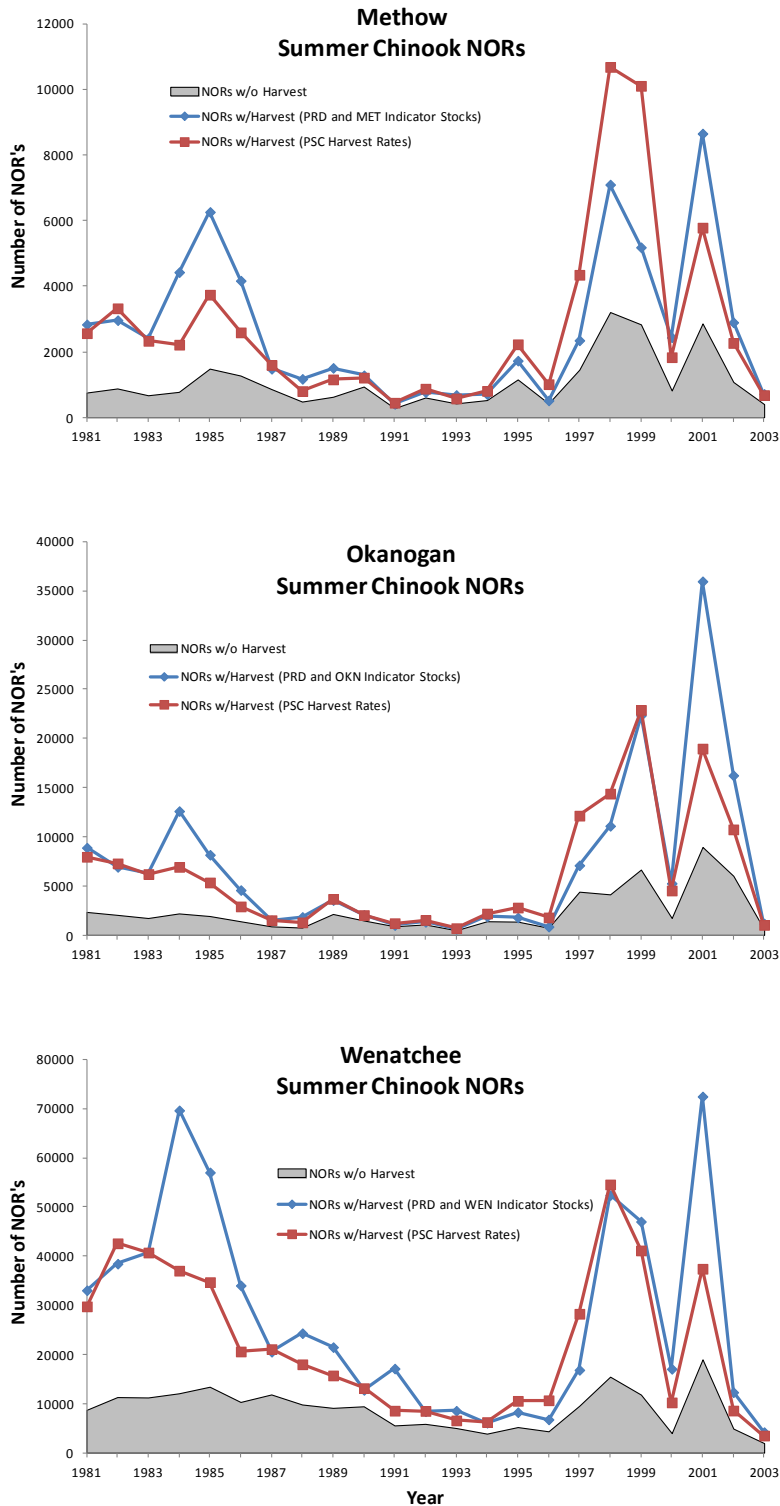 Methow
Summer Chinook NORs
12000
10000
8000
6000
4000
2000
0
Number of NOR's
NORs w/o Harvest
NORs w/Harvest (PRD and MET Indicator Stocks)
NORs w/Harvest (PSC Harvest Rates)
1981 1983 1985 1987 1989 1991 1993 1995 1997 1999 2001 2003
Okanogan
Summer Chinook NORs
40000
35000
30000
25000
20000
15000
10000
5000
0
Number of NOR's
NORs w/o Harvest
NORs w/Harvest (PRD and OKN Indicator Stocks)
NORs w/Harvest (PSC Harvest Rates)
1981 1983 1985 1987 1989 1991 1993 1995 1997 1999 2001 2003
Wenatchee
Summer Chinook NORs
80000
70000
60000
50000
40000
30000
20000
10000
0
Number of NOR's
NORs w/o Harvest
NORs w/Harvest (PRD and WEN Indicator Stocks)
NORs w/Harvest (PSC Harvest Rates)
1981 1983 1985 1987 1989 1991 1993 1995 1997 1999 2001 2003
Year